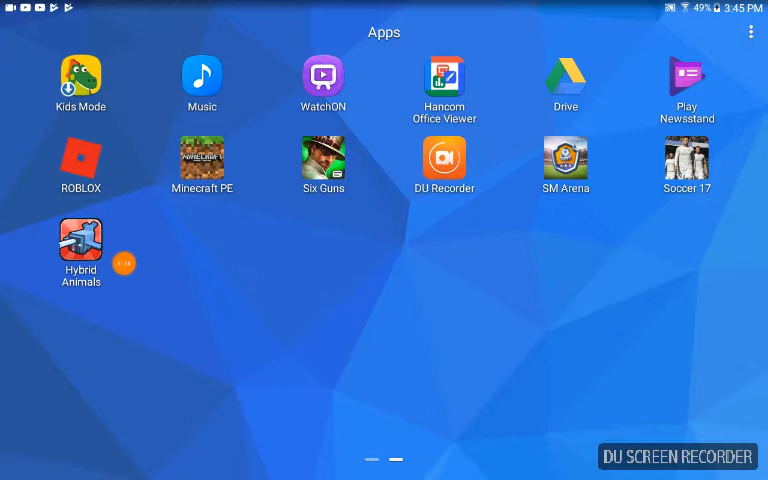 49% 3:45 PM
Apps
Kids Mode
Music
WatchON
Hancom
Office Viewer
Drive
Play
Newsstand
ROBLOX
MINECRAFT
Minecraft PE
Six Guns
DU Recorder
SM Arena
Soccer 17
Hybrid
Animals
DU SCREEN RECORDER